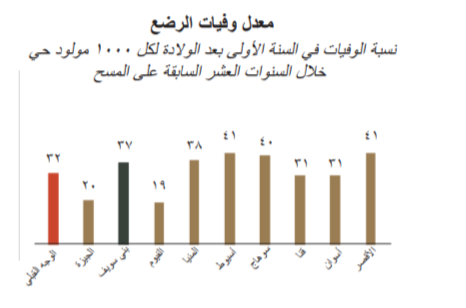 معدل وفيات الرضع
نسبة الوفيات في السنة الأولى بعد الولادة لكل ١٠٠٠ مولود حي
خلال السنوات العشر السابقة على المسح
٣٢
٢٠
٣٧
١٩
٣٨
٤١
٤٠
٣١
٣١
٤١
الوجه القبلي
الجيزة
بني سويف
الفيوم
المنيا
أسيوط
سوهاج
قنا
أسوان
الأقصر